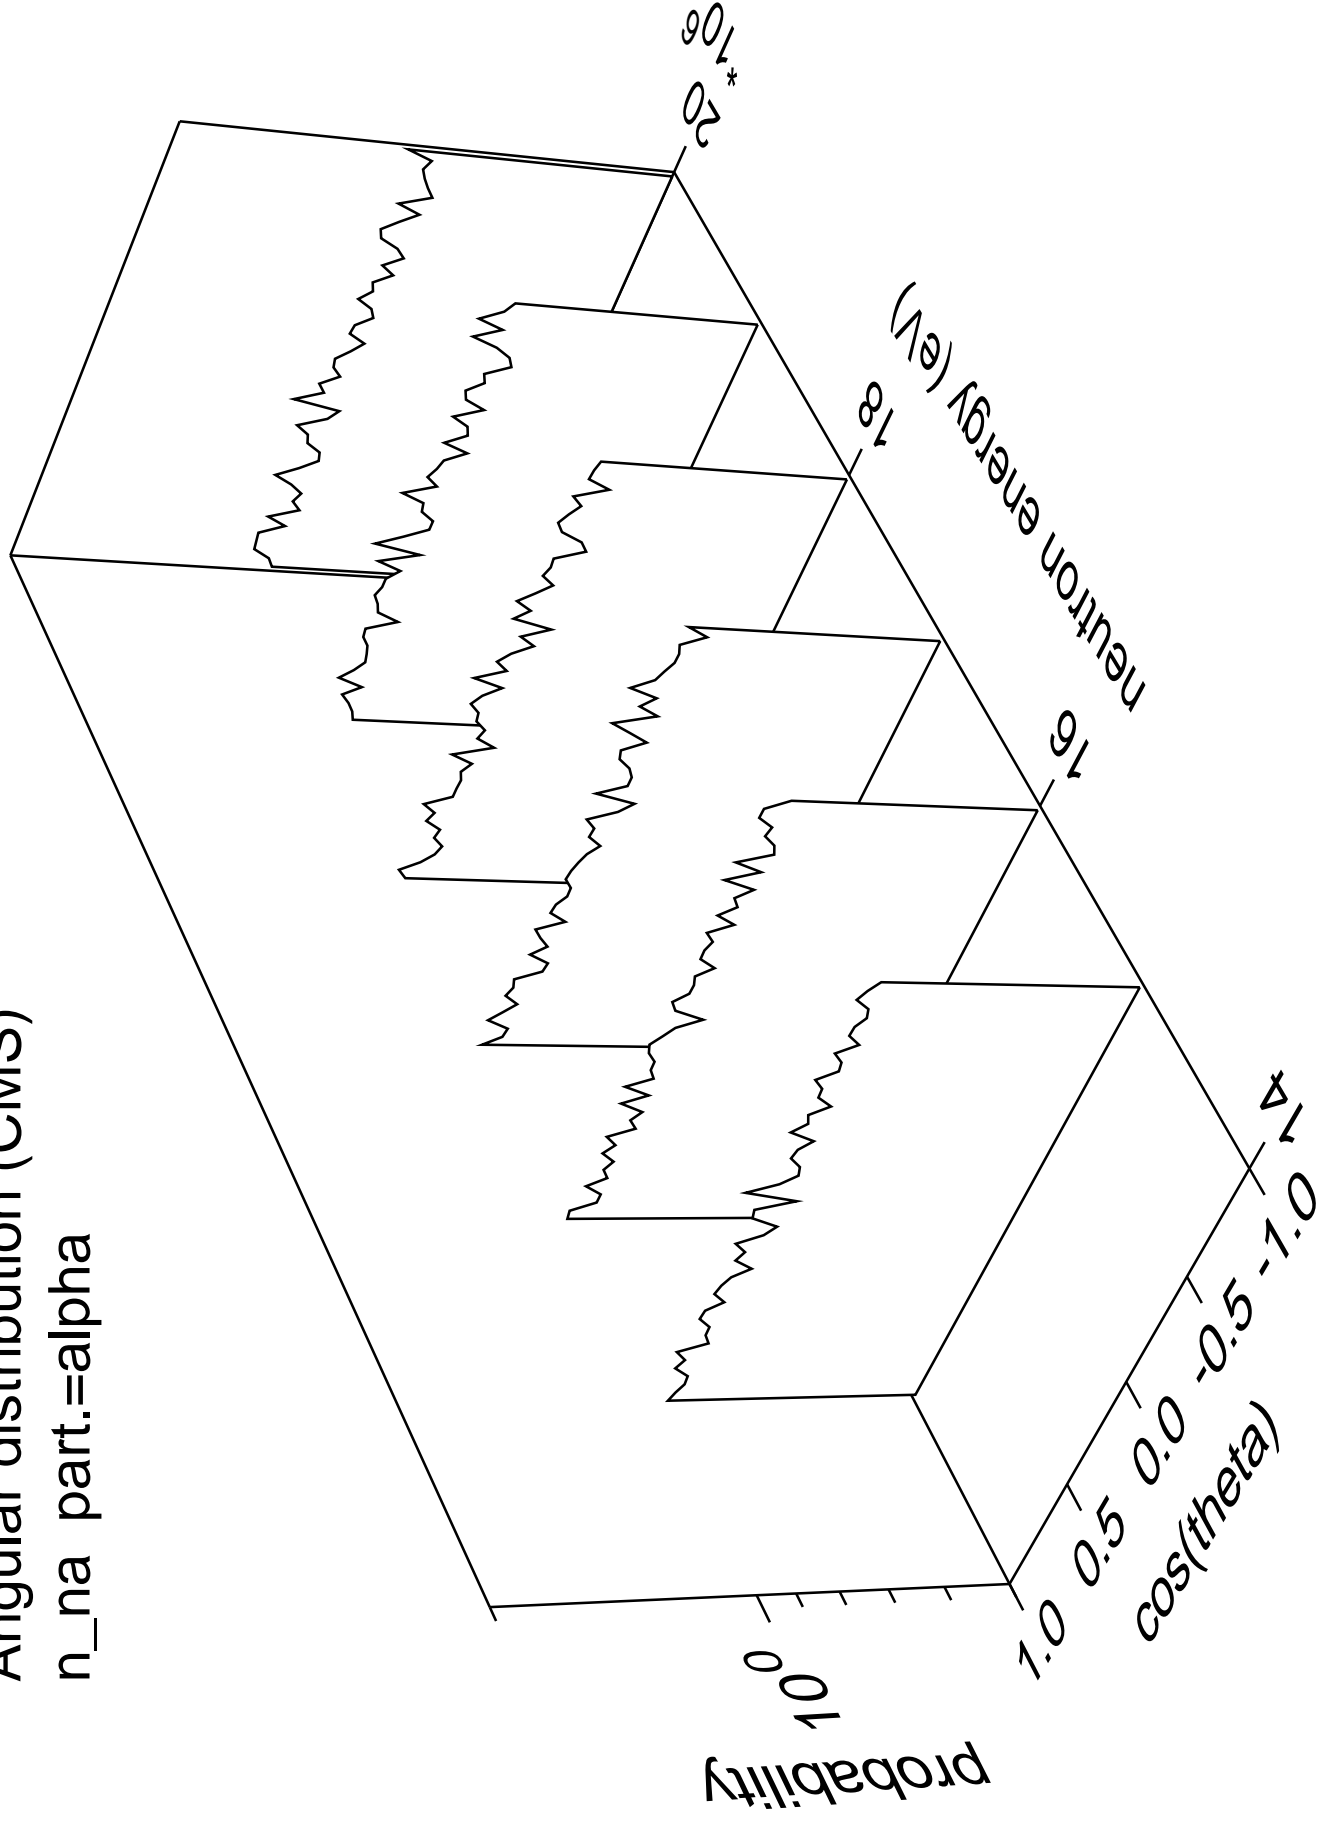 Angular distribution (CMS)
n_na part.=alpha
probability
10 0
1.0 0.5 0.0 -0.5 -1.0
cos(theta)
14 16 18 20
* 10 6
neutron energy (eV)